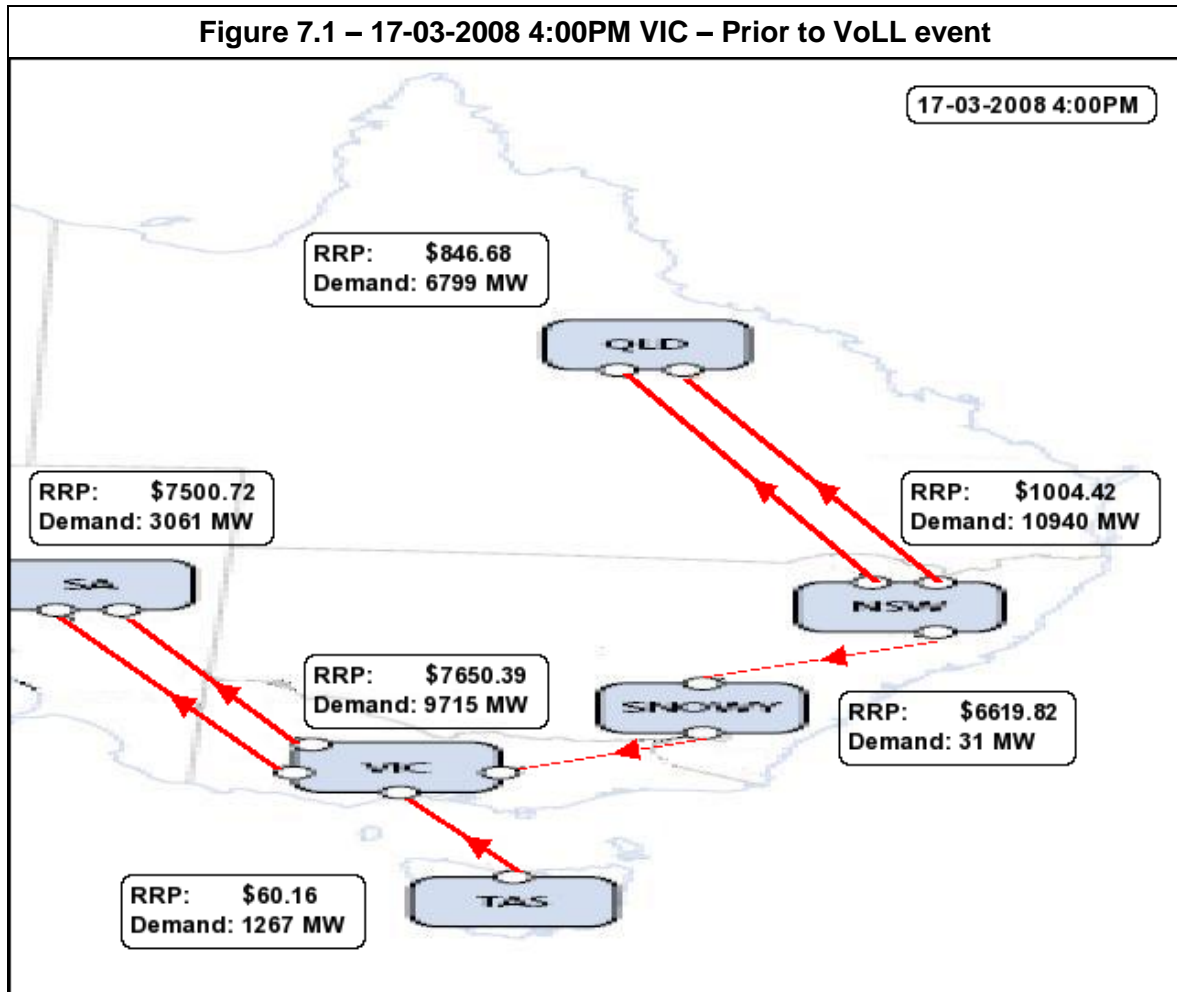 Figure 7.1 – 17-03-2008 4:00PM VIC – Prior to VoLL event
17-03-2008 4:00PM
RRP: $846.68
Demand: 6799 MW
QLD
RRP: $7500.72
Demand: 3061 MW
RRP: $1004.42
Demand: 10940 MW
SA
NSW
RRP: $7650.39
Demand: 9715 MW
SNOWY
RRP: $6619.82
Demand: 31 MW
VIC
RRP: $60.16
Demand: 1267 MW
TAS